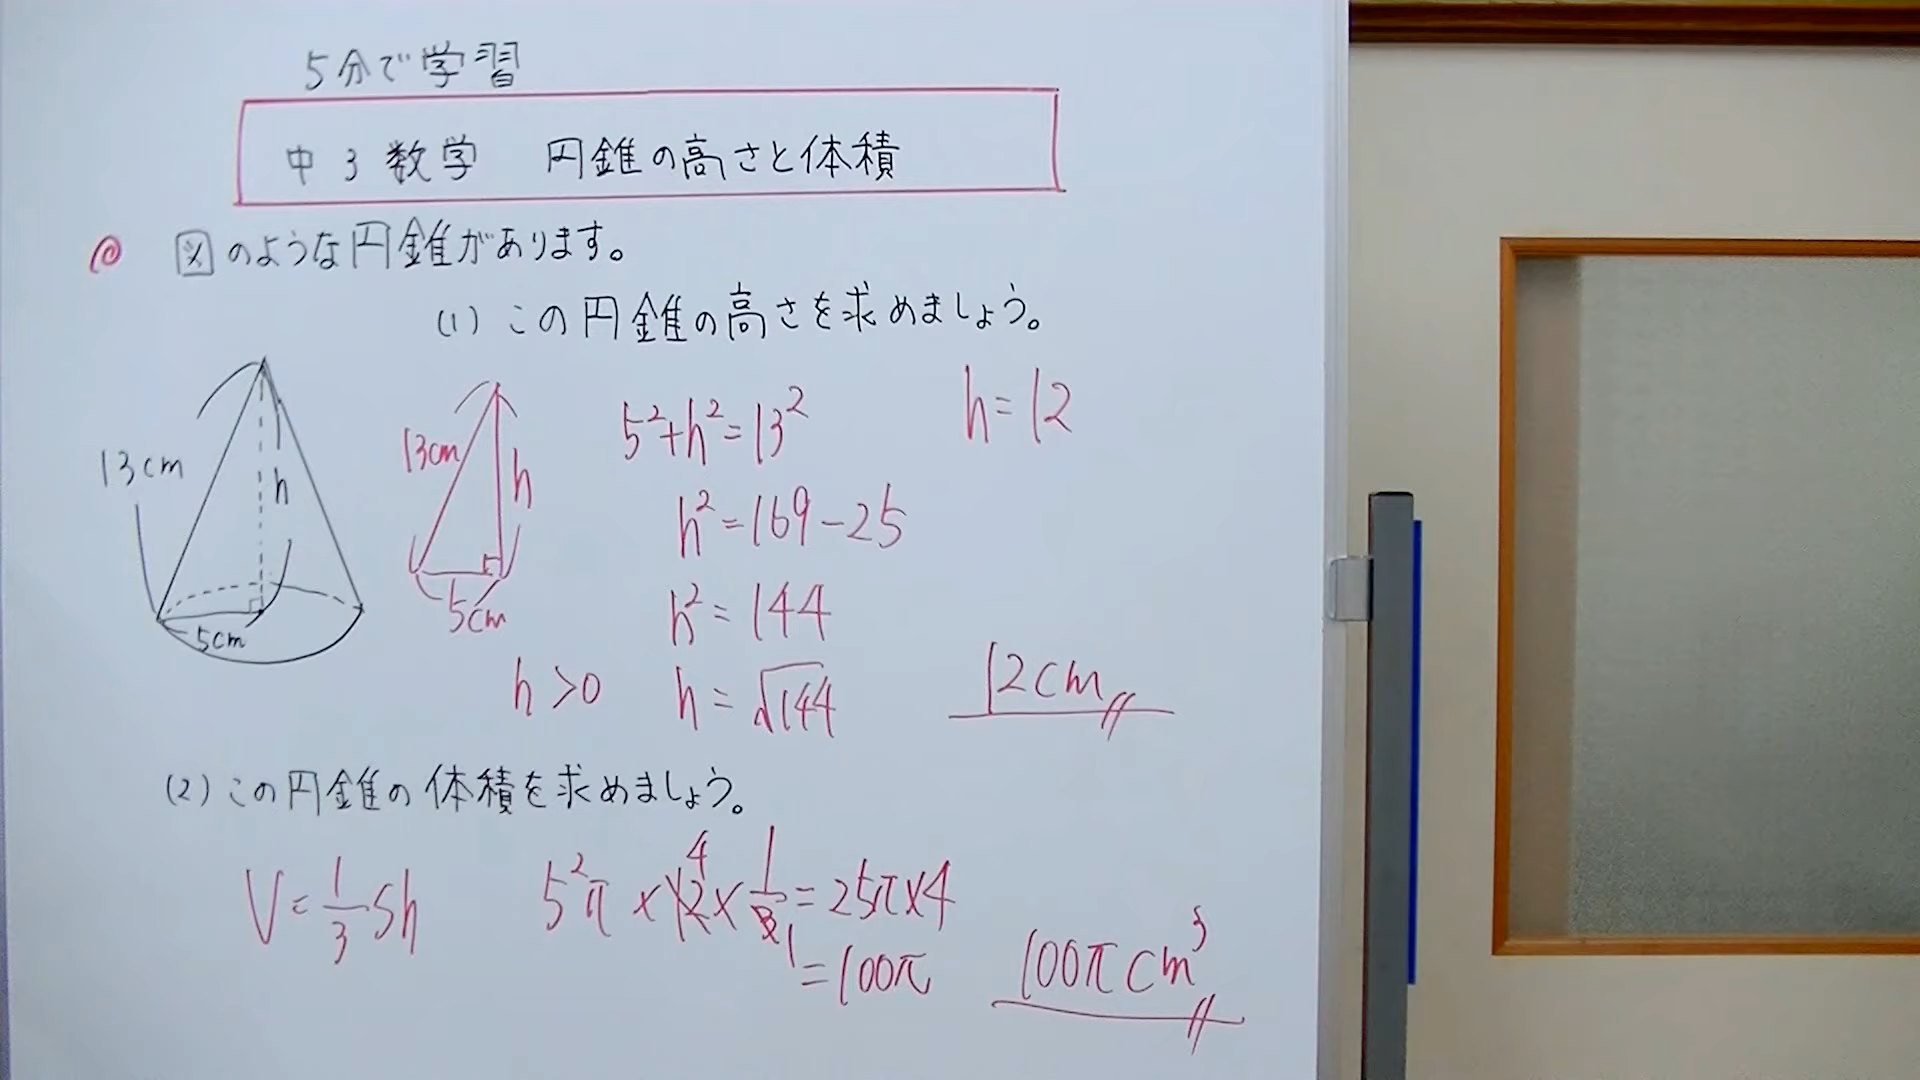 5分で学習
中3数学 円錐の高さと体積
図のような円錐があります。
(1) この円錐の高さを求めましょう。
13cm
h
5cm
13cm
h
5cm
5²+h²=13²
h²=169-25
h²=144
h>0 h=√144
h=12
12cm
(2) この円錐の体積を求めましょう。
V=1/3Sh
5²π×12×1/3=25π×4
4
1
=100π
100πcm³